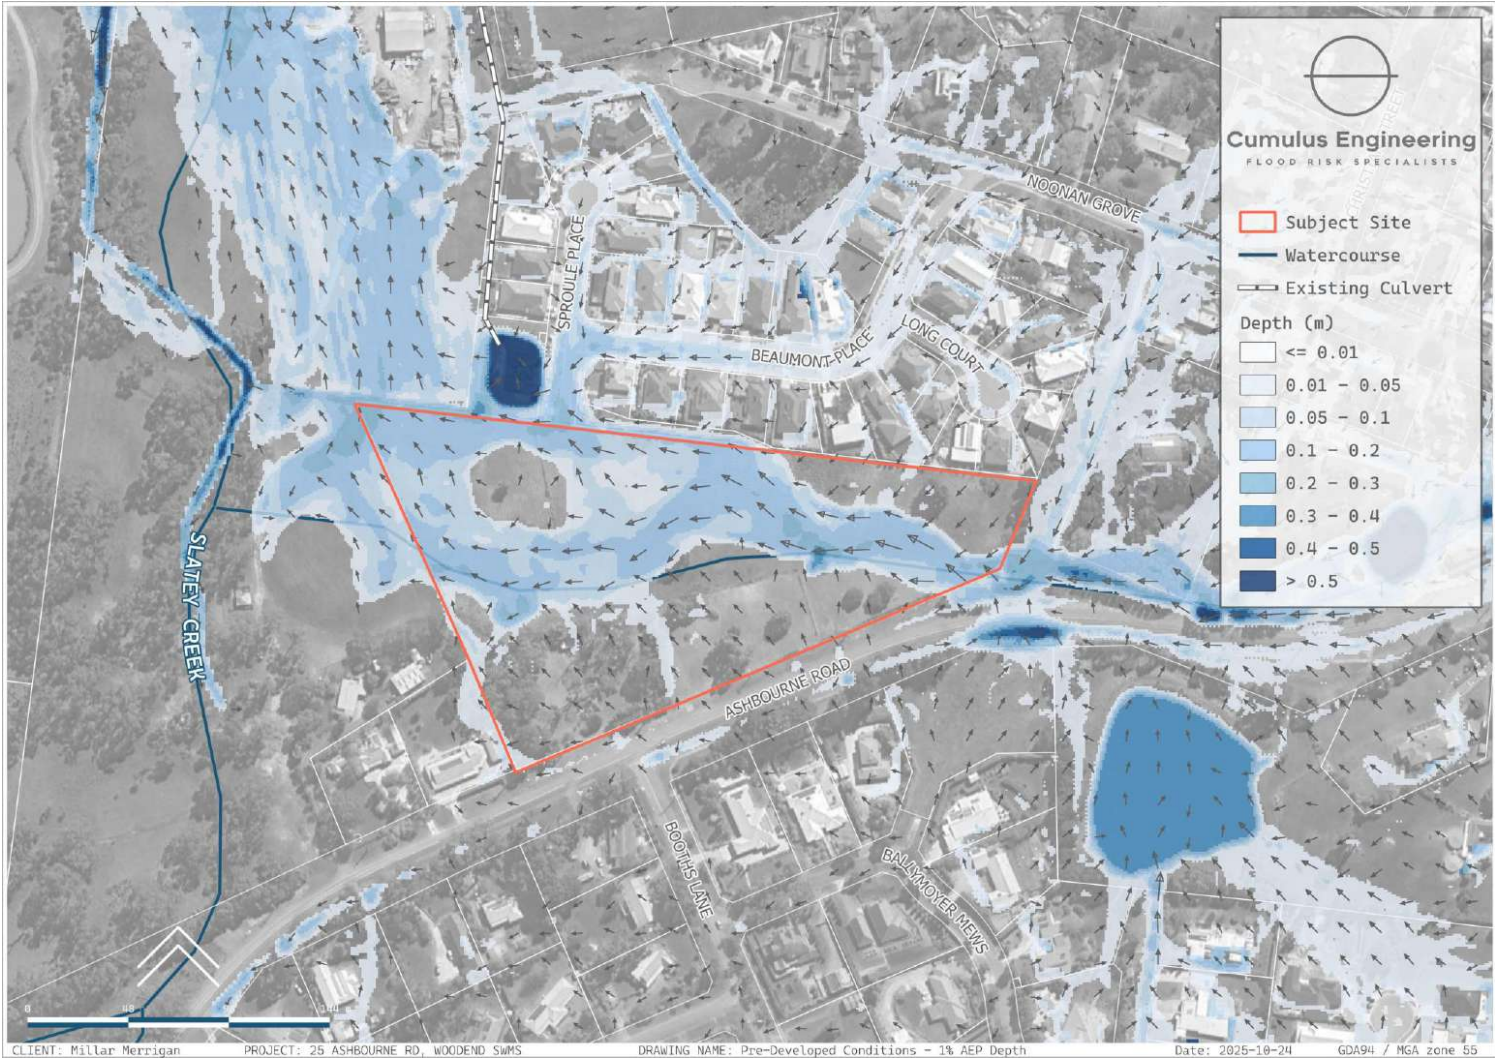 Cumulus Engineering
FLOOD RISK SPECIALISTS
Subject Site
Watercourse
Existing Culvert
Depth (m)
<= 0.01
0.01 - 0.05
0.05 - 0.1
0.1 - 0.2
0.2 - 0.3
0.3 - 0.4
0.4 - 0.5
> 0.5
NOONAN GROVE
SPROULE PLACE
BEAUMONT PLACE
LONG COURT
SLATEY CREEK
ASHBOURNE ROAD
BOOTHS LANE
BALLYMOYER MEWS
0
CLIENT: Millar Merrigan PROJECT: 25 ASHBOURNE RD, WOODEND SWMS DRAWING NAME: Pre-Developed Conditions - 1% AEP Depth Date: 2025-10-24 GDA94 / MGA zone 55